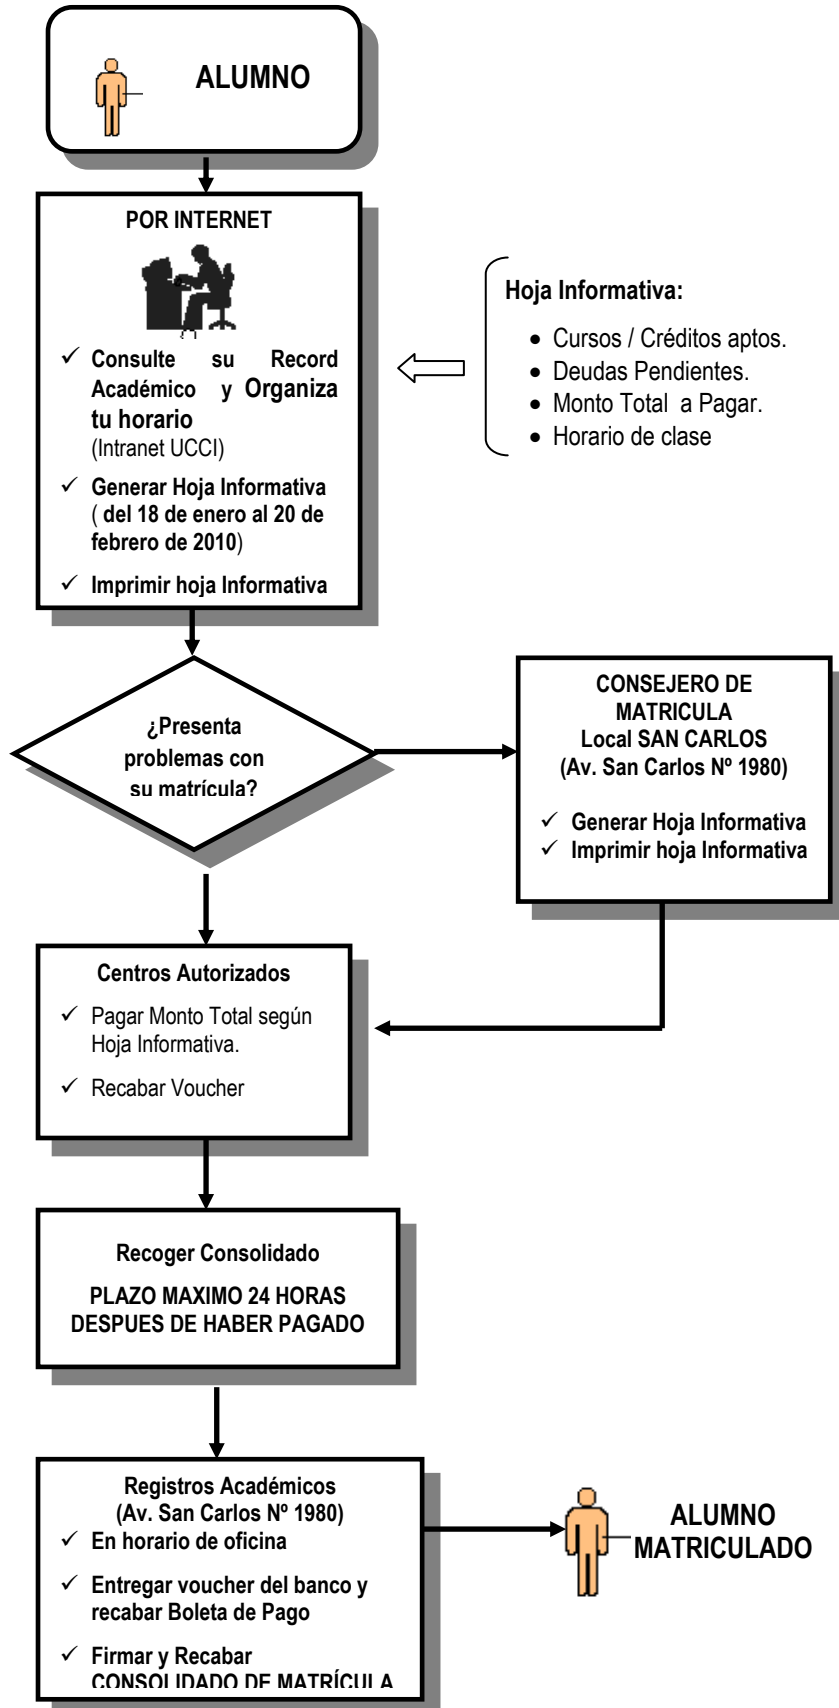 ALUMNO
POR INTERNET
✓ Consulte su Record
Académico y Organiza
tu horario
(Intranet UCCI)
✓ Generar Hoja Informativa
( del 18 de enero al 20 de
febrero de 2010)
✓ Imprimir hoja Informativa
Hoja Informativa:
• Cursos / Créditos aptos.
• Deudas Pendientes.
• Monto Total a Pagar.
• Horario de clase
¿Presenta
problemas con
su matrícula?
CONSEJERO DE
MATRICULA
Local SAN CARLOS
(Av. San Carlos Nº 1980)
✓ Generar Hoja Informativa
✓ Imprimir hoja Informativa
Centros Autorizados
✓ Pagar Monto Total según
Hoja Informativa.
✓ Recabar Voucher
Recoger Consolidado
PLAZO MAXIMO 24 HORAS
DESPUES DE HABER PAGADO
Registros Académicos
(Av. San Carlos Nº 1980)
✓ En horario de oficina
✓ Entregar voucher del banco y
recabar Boleta de Pago
✓ Firmar y Recabar
CONSOLIDADO DE MATRÍCULA
ALUMNO
MATRICULADO